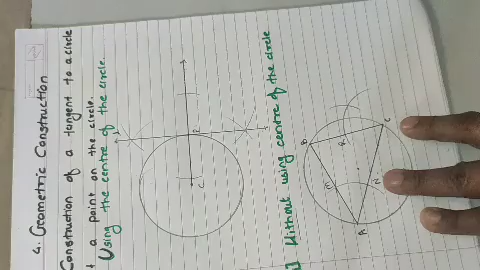 4. Geometric Construction
Construction of a tangent to a circle
t a point on the circle.
Using the centre of the circle.
C
l
Without using centre of the circle
B
C
A
M
N
R